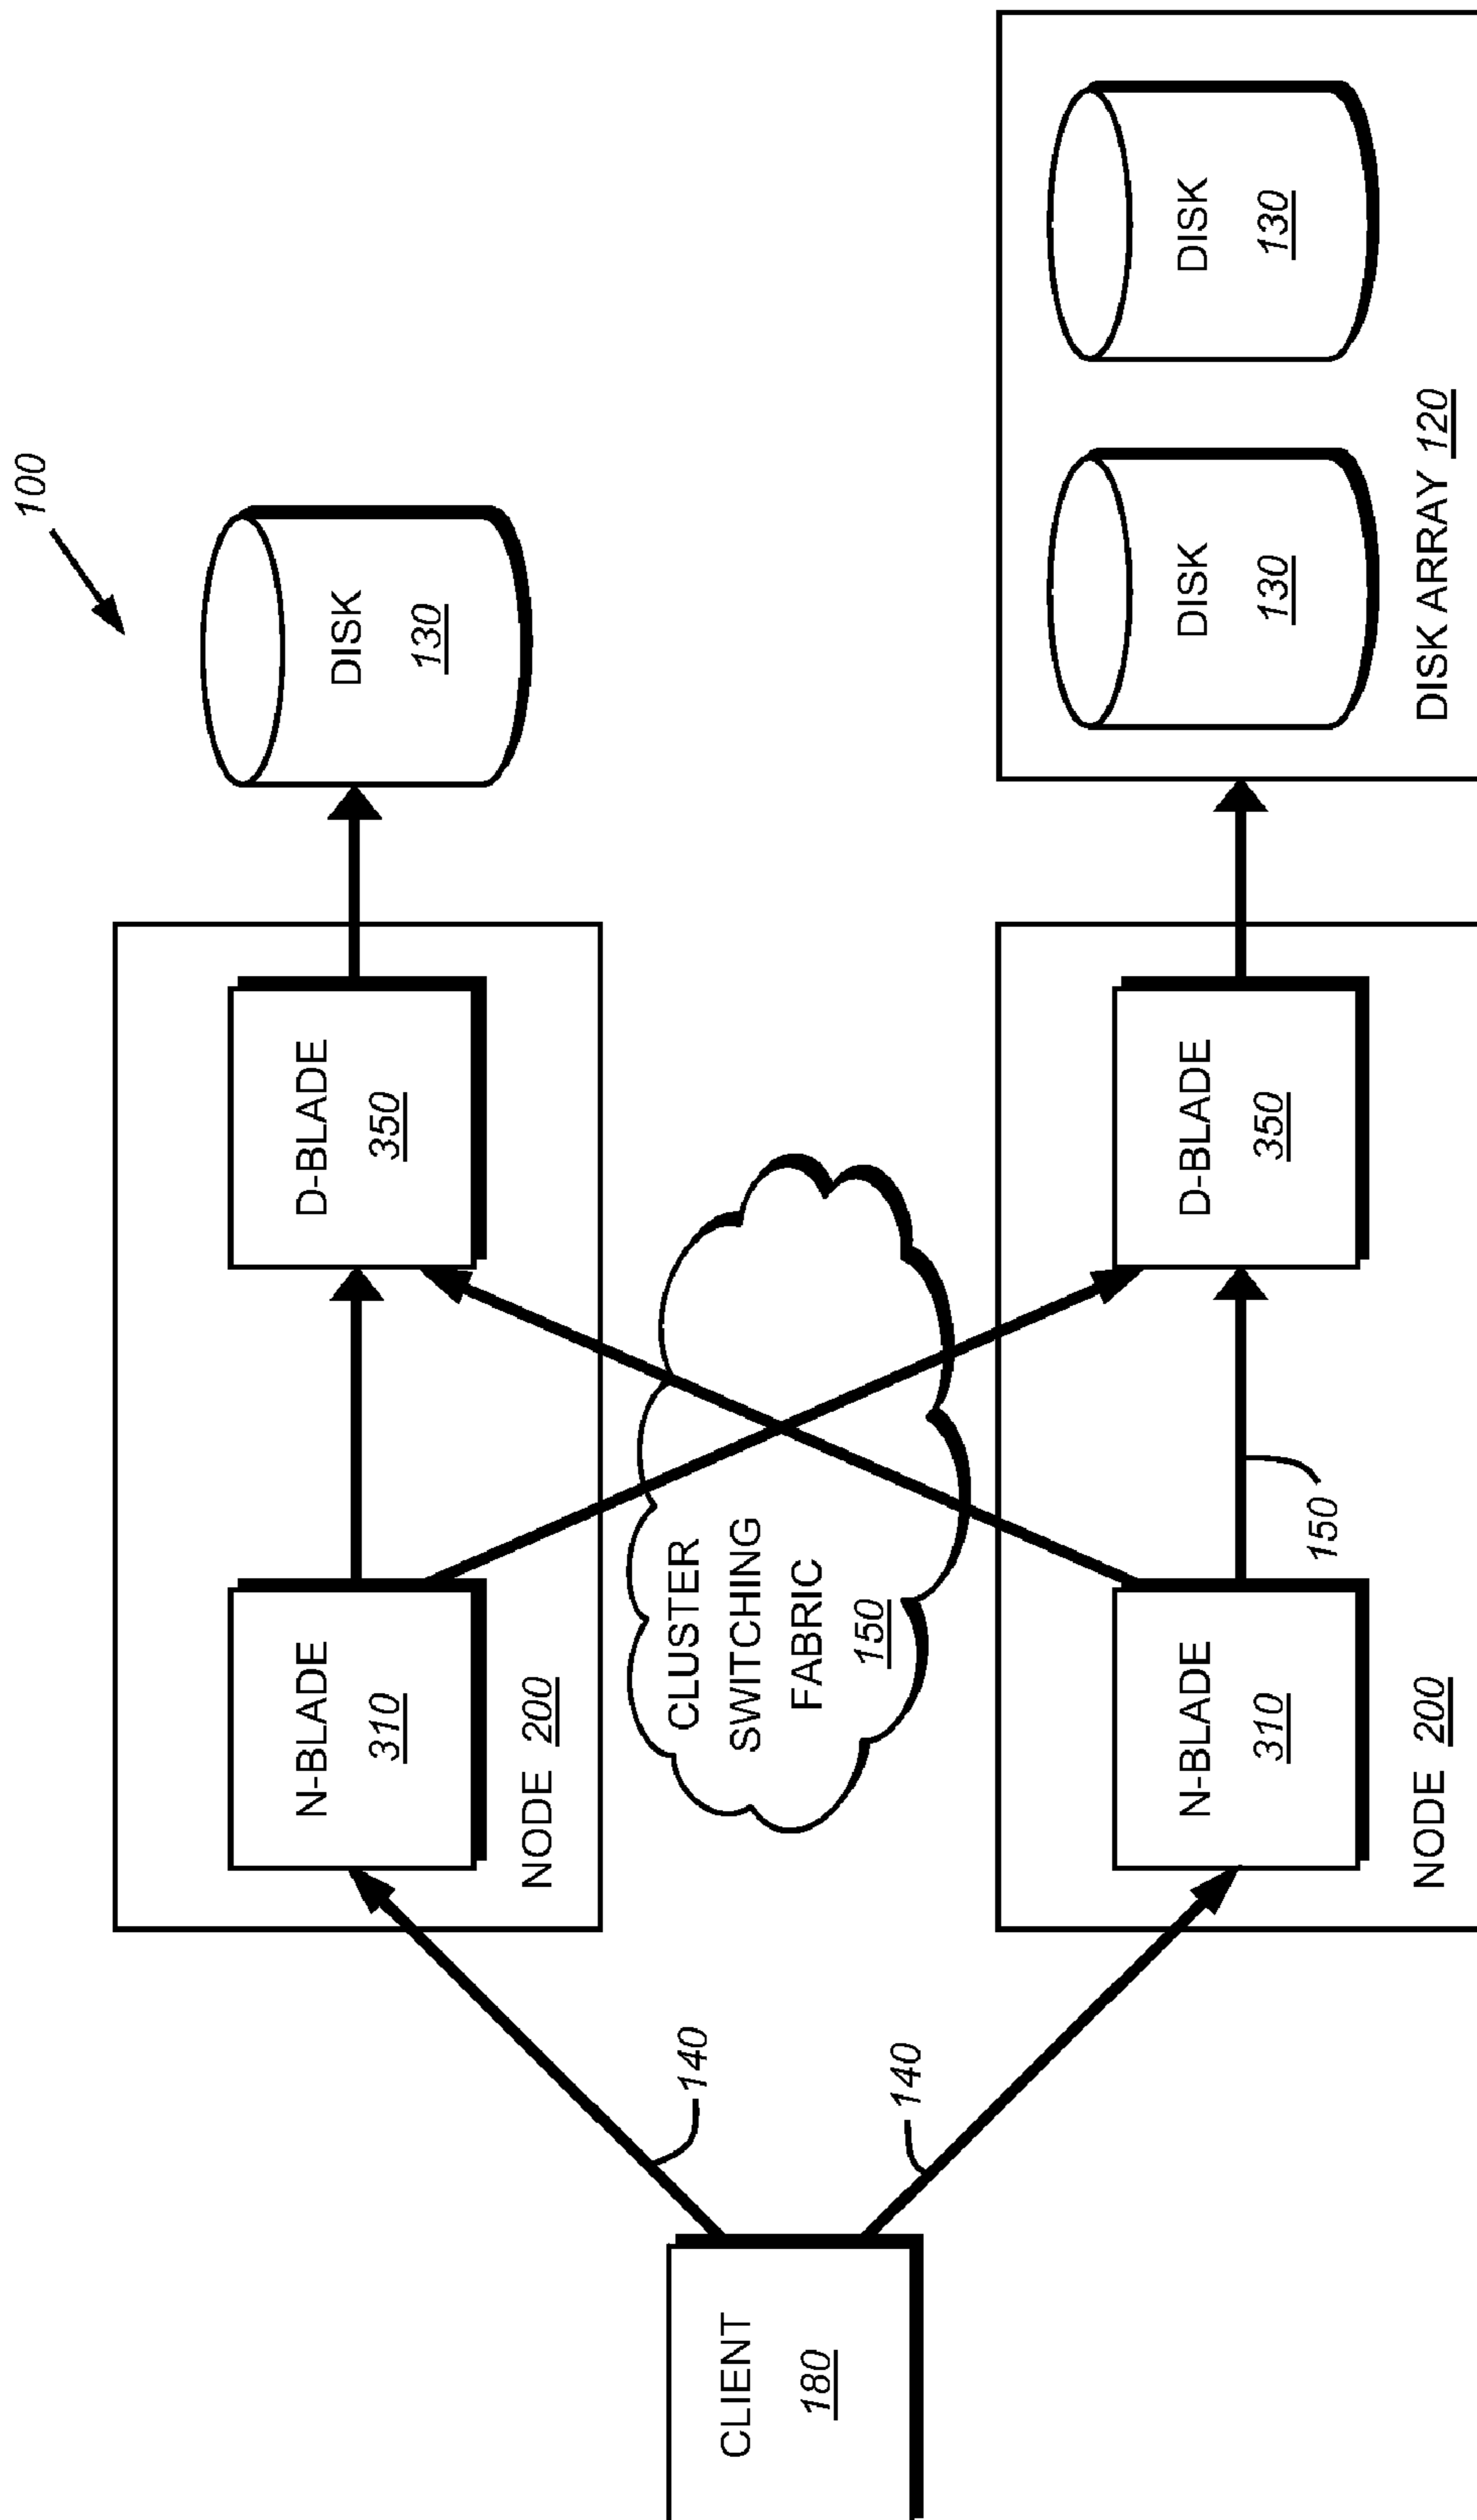 100
CLIENT
180
140
140
N-BLADE
310
NODE 200
D-BLADE
350
DISK
130
CLUSTER
SWITCHING
FABRIC
150
N-BLADE
310
NODE 200
150
D-BLADE
350
DISK
130
DISK
130
DISK ARRAY 120